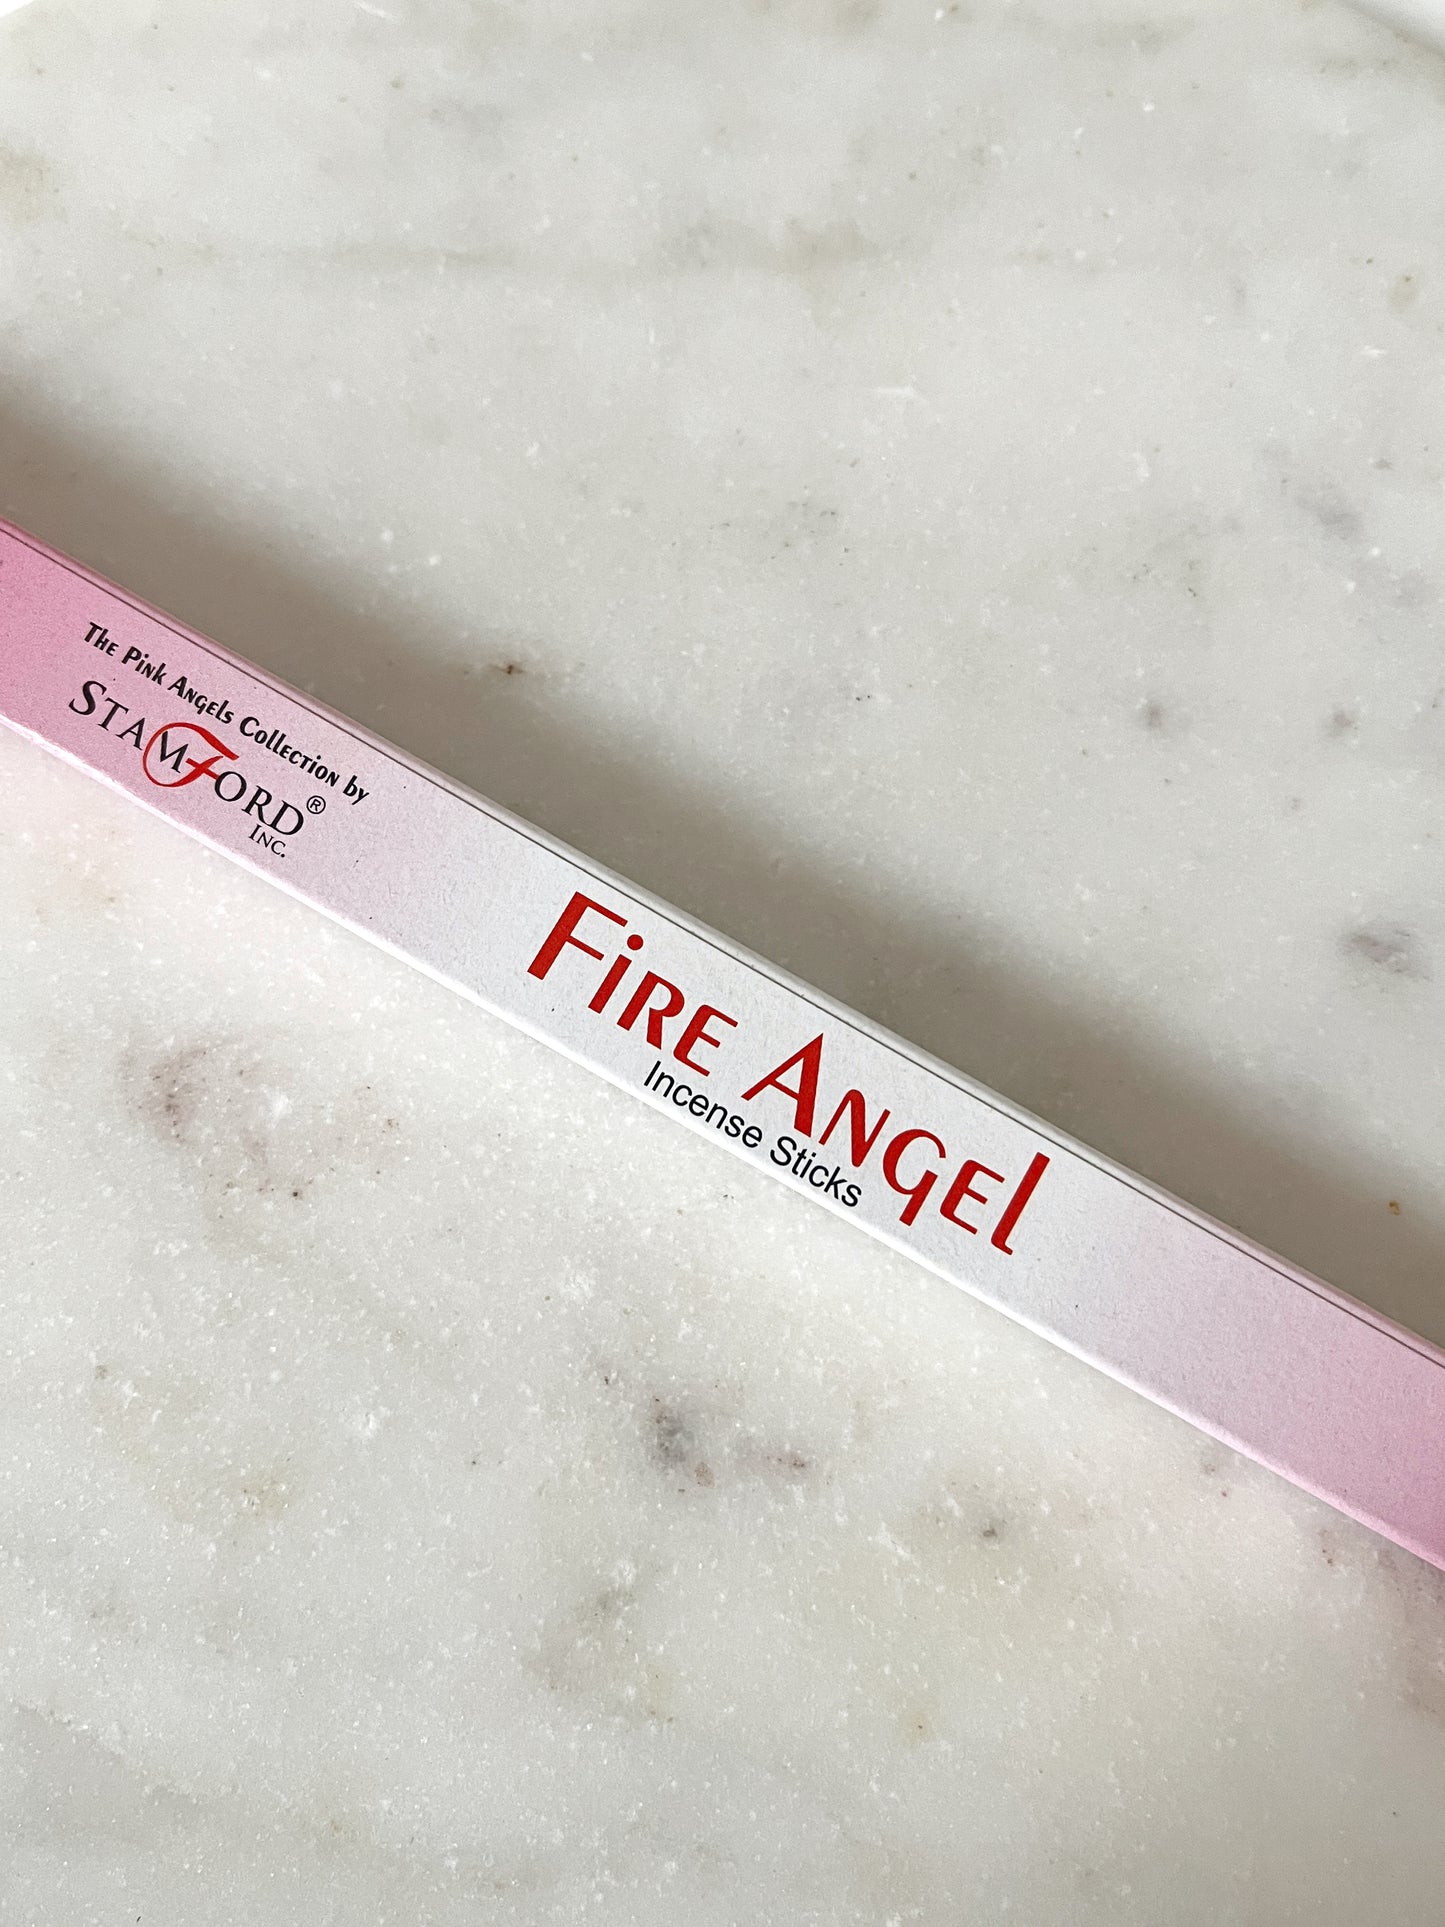 The Pink Angels Collection by
STAMFORD®
INC.
Fire Angel
Incense Sticks